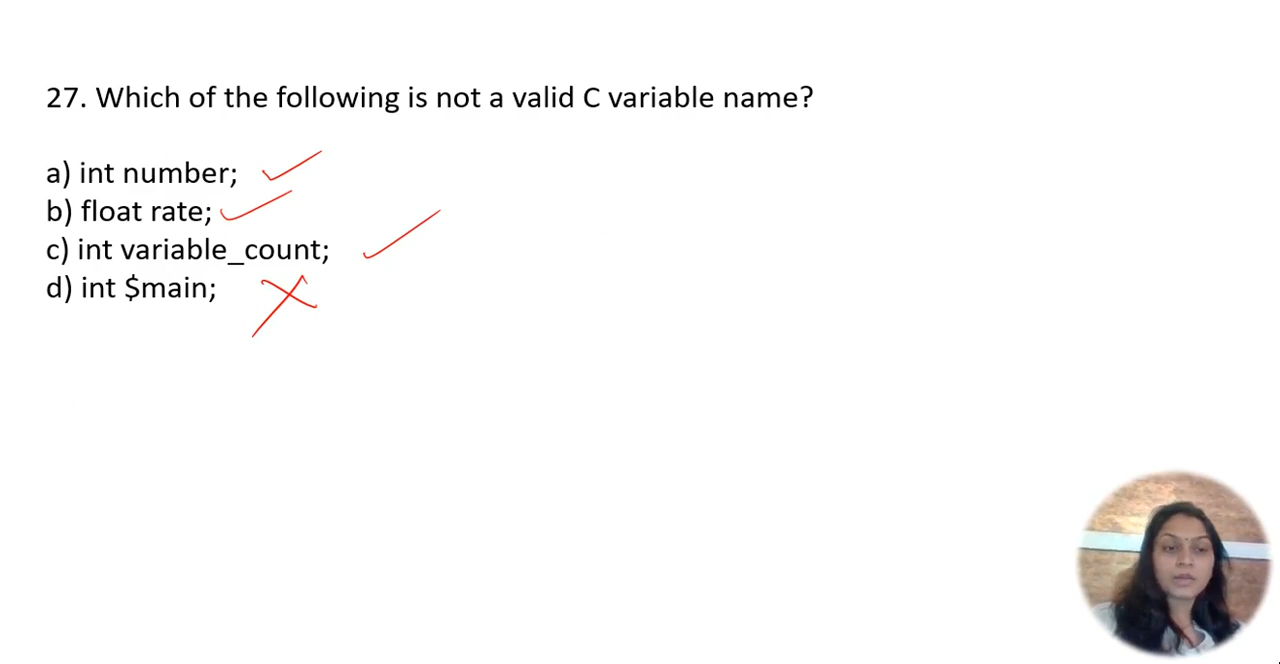 27. Which of the following is not a valid C variable name?
a) int number;
b) float rate;
c) int variable_count;
d) int $main;